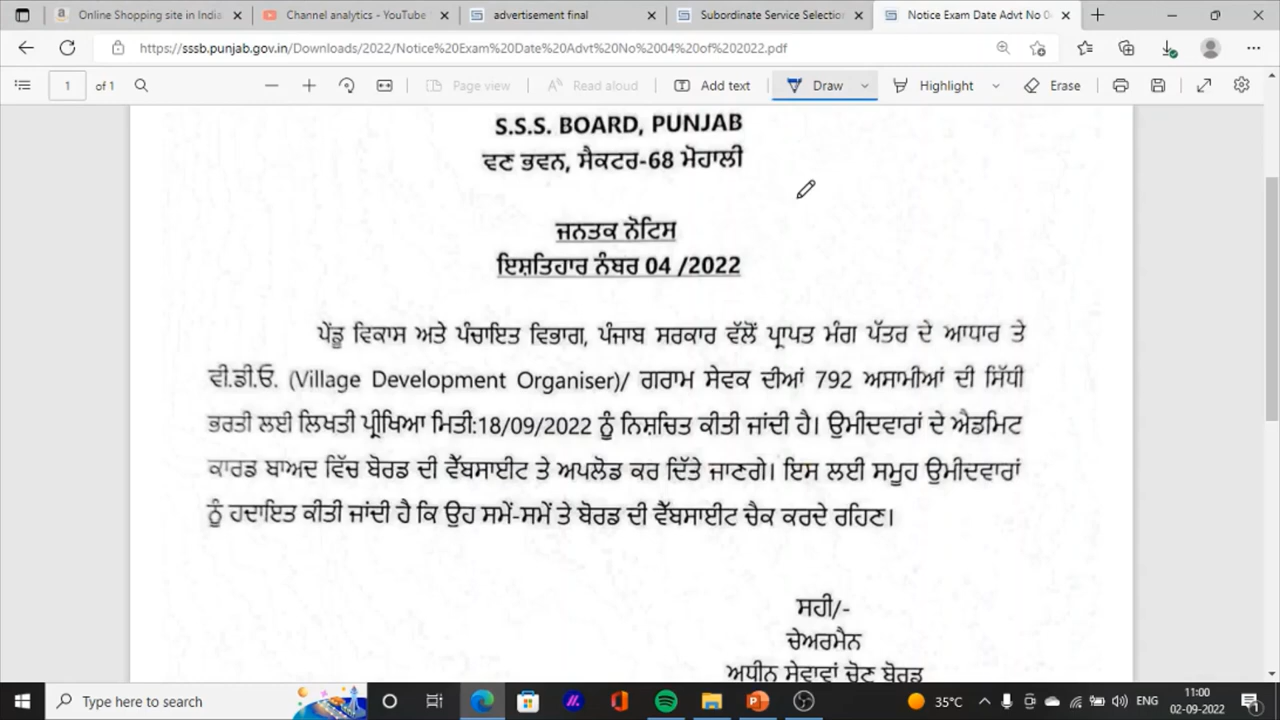 Online Shopping site in India
Channel analytics - YouTube
advertisement final
Subordinate Service Selectio
Notice Exam Date Advt No 0
https://sssb.punjab.gov.in/Downloads/2022/Notice%20Exam%20Date%20Advt%20No%2004%20of%202022.pdf
1 of 1
Page view
Read aloud
Add text
Draw
Highlight
Erase
S.S.S. BOARD, PUNJAB
ਵਣ ਭਵਨ, ਸੈਕਟਰ-68 ਮੋਹਾਲੀ
ਜਨਤਕ ਨੋਟਿਸ
ਇਸ਼ਤਿਹਾਰ ਨੰਬਰ 04 /2022
ਪੇਂਡੂ ਵਿਕਾਸ ਅਤੇ ਪੰਚਾਇਤ ਵਿਭਾਗ, ਪੰਜਾਬ ਸਰਕਾਰ ਵੱਲੋਂ ਪ੍ਰਾਪਤ ਮੰਗ ਪੱਤਰ ਦੇ ਆਧਾਰ ਤੇ
ਵੀ.ਡੀ.ਓ. (Village Development Organiser)/ ਗਰਾਮ ਸੇਵਕ ਦੀਆਂ 792 ਅਸਾਮੀਆਂ ਦੀ ਸਿੱਧੀ
ਭਰਤੀ ਲਈ ਲਿਖਤੀ ਪ੍ਰੀਖਿਆ ਮਿਤੀ:18/09/2022 ਨੂੰ ਨਿਸ਼ਚਿਤ ਕੀਤੀ ਜਾਂਦੀ ਹੈ। ਉਮੀਦਵਾਰਾਂ ਦੇ ਐਡਮਿਟ
ਕਾਰਡ ਬਾਅਦ ਵਿੱਚ ਬੋਰਡ ਦੀ ਵੈੱਬਸਾਈਟ ਤੇ ਅਪਲੋਡ ਕਰ ਦਿੱਤੇ ਜਾਣਗੇ। ਇਸ ਲਈ ਸਮੂਹ ਉਮੀਦਵਾਰਾਂ
ਨੂੰ ਹਦਾਇਤ ਕੀਤੀ ਜਾਂਦੀ ਹੈ ਕਿ ਉਹ ਸਮੇਂ-ਸਮੇਂ ਤੇ ਬੋਰਡ ਦੀ ਵੈੱਬਸਾਈਟ ਚੈਕ ਕਰਦੇ ਰਹਿਣ।
ਸਹੀ/-
ਚੇਅਰਮੈਨ
ਅਧੀਨ ਸੇਵਾਵਾਂ ਚੋਣ ਬੋਰਡ
Type here to search
35°C
ENG
11:00
02-09-2022
1